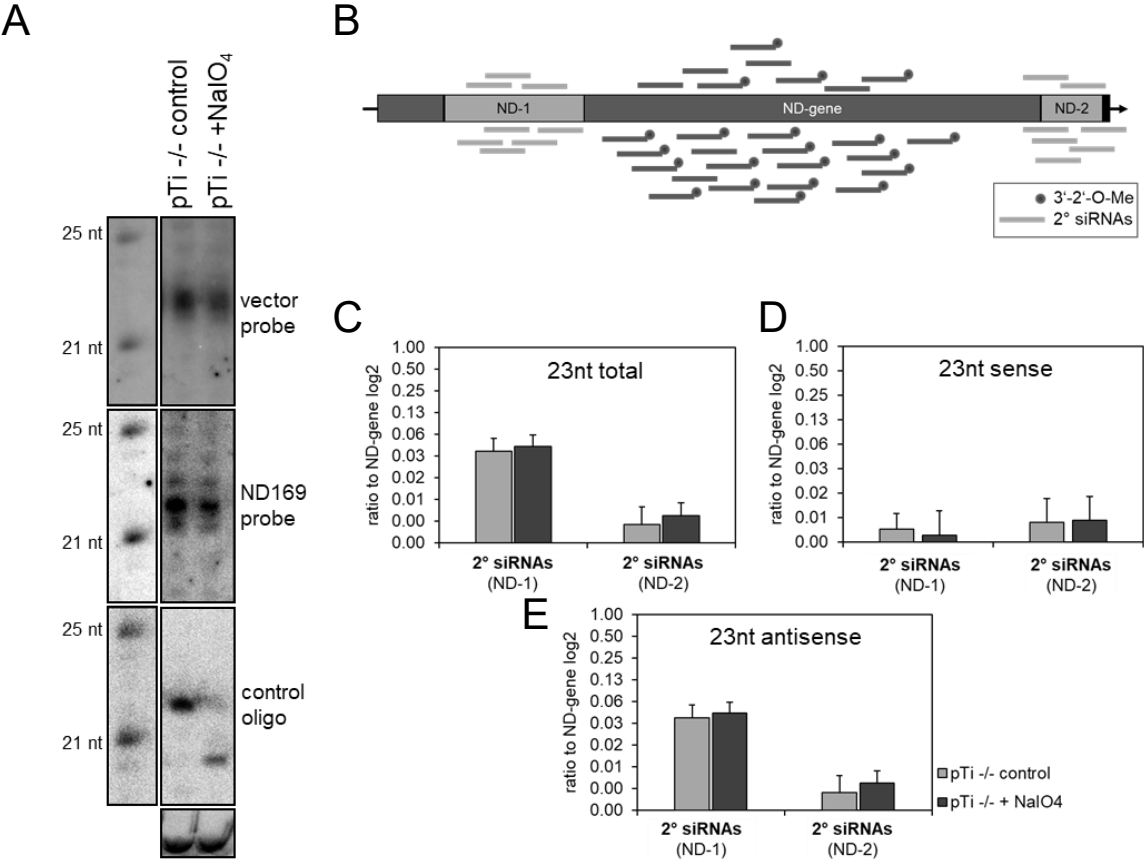 A
pTi -/- control
pTi -/- +NaIO4
25 nt
21 nt
vector
probe
25 nt
21 nt
ND169
probe
25 nt
21 nt
control
oligo
B
ND-1
ND-gene
ND-2
3'-2'-O-Me
2° siRNAs
C
23nt total
ratio to ND-gene log2
1.00
0.50
0.25
0.13
0.06
0.03
0.02
0.01
0.00
0.00
2° siRNAs
(ND-1)
2° siRNAs
(ND-2)
D
23nt sense
ratio to ND-gene log2
1.00
0.50
0.25
0.13
0.06
0.03
0.02
0.01
0.00
2° siRNAs
(ND-1)
2° siRNAs
(ND-2)
E
23nt antisense
ratio to ND-gene log2
1.00
0.50
0.25
0.13
0.06
0.03
0.02
0.01
0.00
0.00
2° siRNAs
(ND-1)
2° siRNAs
(ND-2)
pTi -/- control
pTi -/- + NaIO4